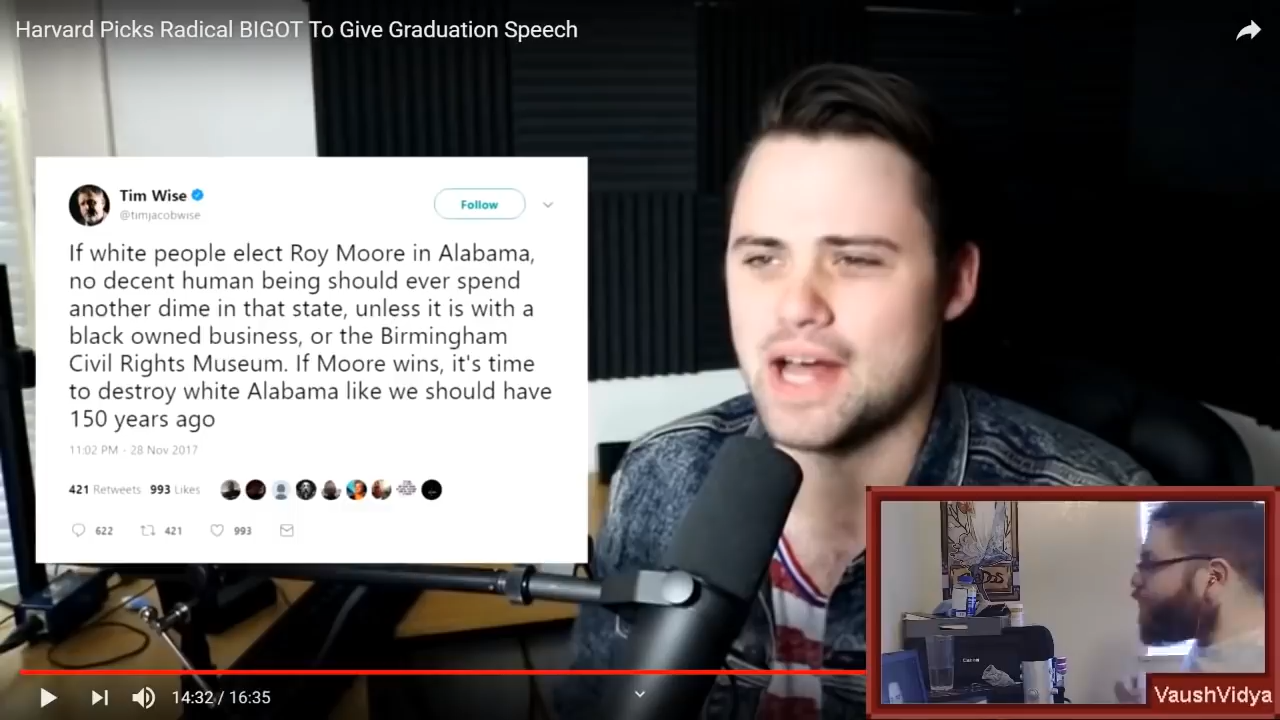 Harvard Picks Radical BIGOT To Give Graduation Speech
Tim Wise
@timjacobwise
Follow
If white people elect Roy Moore in Alabama,
no decent human being should ever spend
another dime in that state, unless it is with a
black owned business, or the Birmingham
Civil Rights Museum. If Moore wins, it's time
to destroy white Alabama like we should have
150 years ago
11:02 PM - 28 Nov 2017
421 Retweets 993 Likes
622 421 993
14:32 / 16:35
VaushVidya